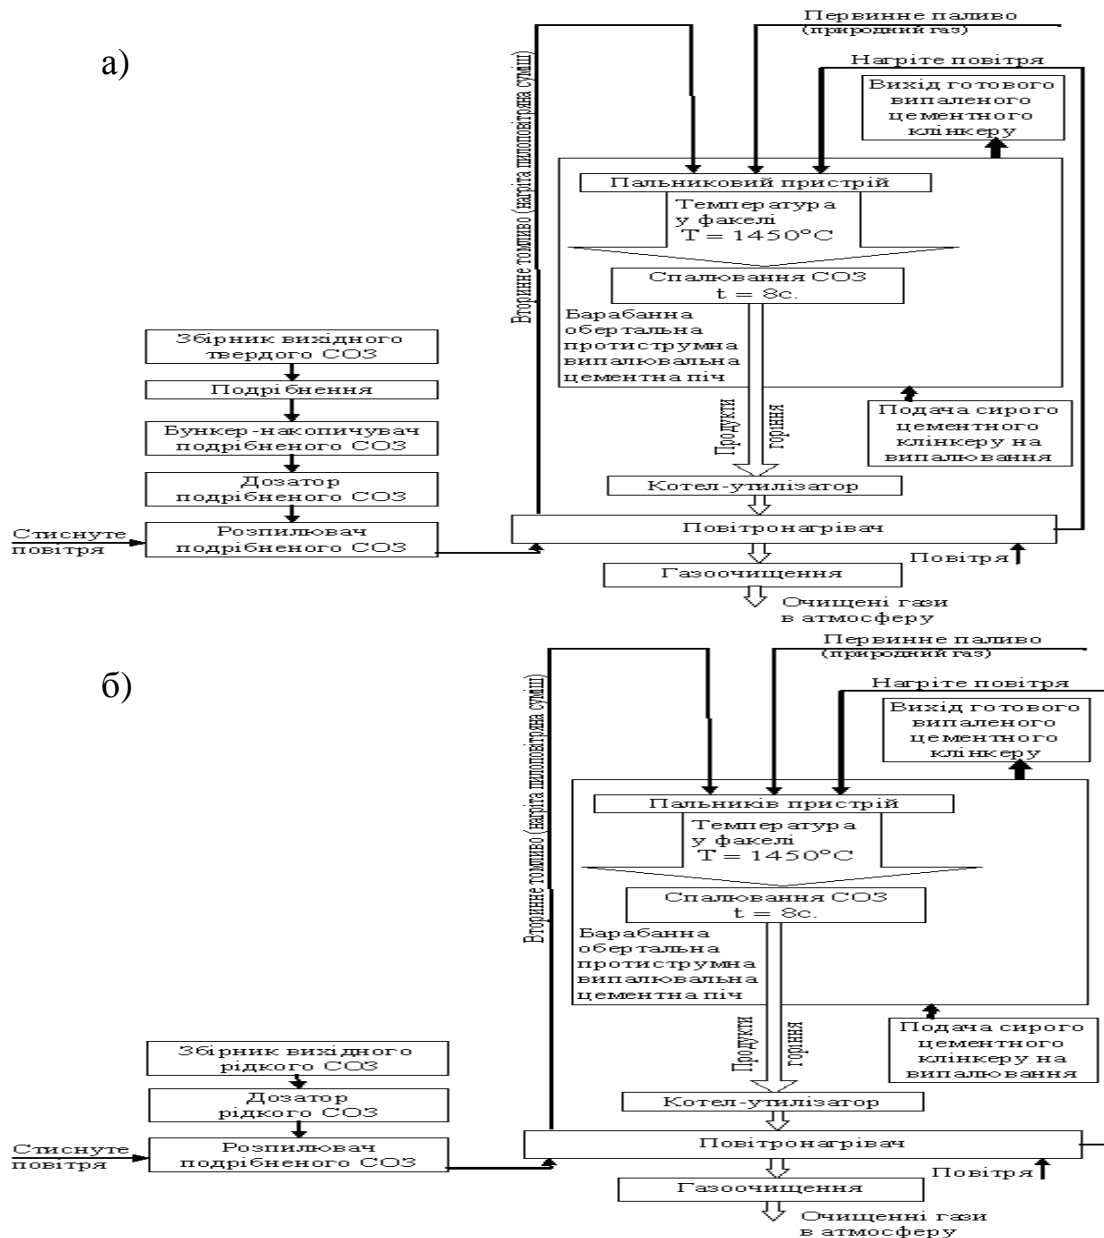 а)
Первинне паливо
(природний газ)
Нагріте повітря
Вихід готового
випаленого
цементного
клінкеру
Вторинне томливо (нагріта пилоповітряна суміш)
Пальниковий пристрій
Температура
у факелі
T = 1450°C
Спалювання СОЗ
t = 8с.
Барабанна
обертальна
протиструмна
випалювальна
цементна піч
Збірник вихідного
твердого СОЗ
Подрібнення
Бункер-накопичувач
подрібненого СОЗ
Дозатор
подрібненого СОЗ
Стиснуте
повітря
Розпилювач
подрібненого СОЗ
Продукти
горіння
Подача сирого
цементного
клінкеру на
випалювання
Котел-утилізатор
Повітронагрівач
Повітря
Газоочищення
Очищені гази
в атмосферу
б)
Первинне паливо
(природний газ)
Нагріте повітря
Вихід готового
випаленого
цементного
клінкеру
Вторинне томливо (нагріта пилоповітряна суміш)
Пальників пристрій
Температура
у факелі
T = 1450°C
Спалювання СОЗ
t = 8с.
Барабанна
обертальна
протиструмна
випалювальна
цементна піч
Збірник вихідного
рідкого СОЗ
Дозатор
рідкого СОЗ
Стиснуте
повітря
Розпилювач
подрібненого СОЗ
Продукти
горіння
Подача сирого
цементного
клінкеру на
випалювання
Котел-утилізатор
Повітронагрівач
Повітря
Газоочищення
Очищенні гази
в атмосферу